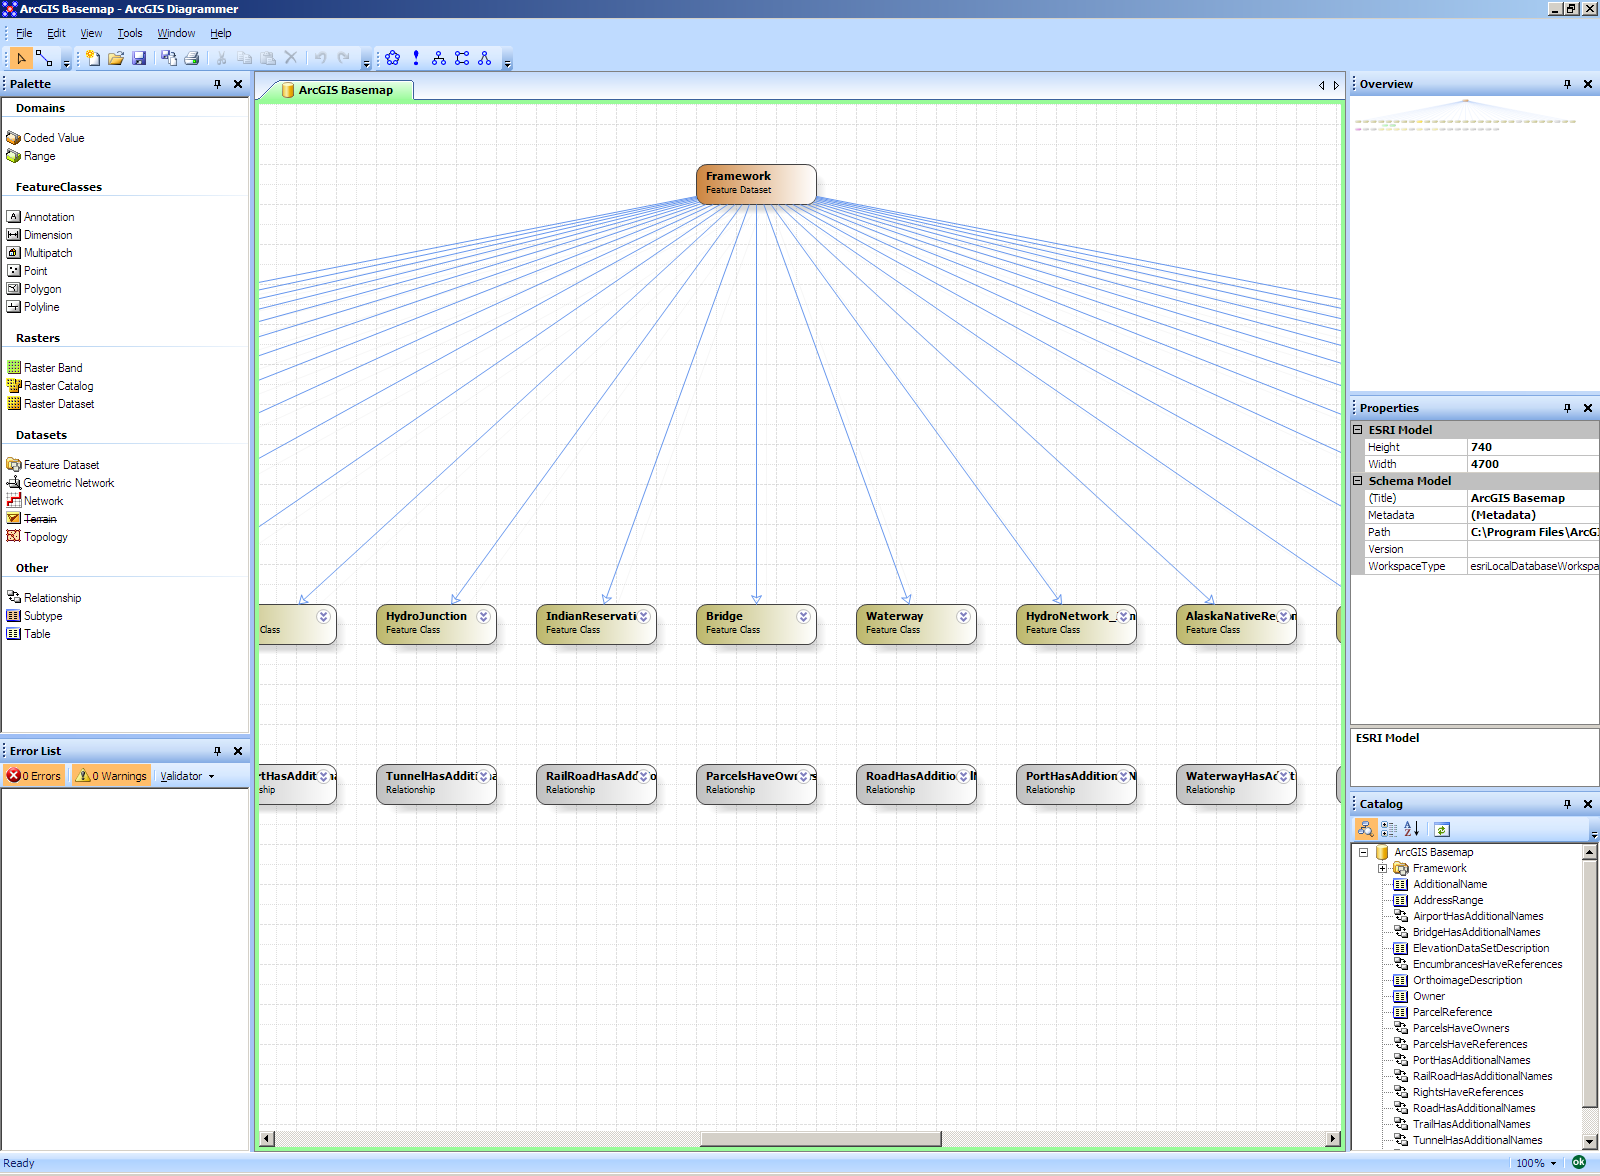 ArcGIS Basemap - ArcGIS Diagrammer
File Edit View Tools Window Help
Palette
Domains
Coded Value
Range
FeatureClasses
Annotation
Dimension
Multipatch
Point
Polygon
Polyline
Rasters
Raster Band
Raster Catalog
Raster Dataset
Datasets
Feature Dataset
Geometric Network
Network
Terrain
Topology
Other
Relationship
Subtype
Table
Error List
0 Errors 0 Warnings Validator
ArcGIS Basemap
Framework
Feature Dataset
Class
HydroJunction
Feature Class
IndianReservati
Feature Class
Bridge
Feature Class
Waterway
Feature Class
HydroNetwork_
Feature Class
AlaskaNativeRe
Feature Class
rtHasAddit
ship
TunnelHasAddit
Relationship
RailRoadHasAdd
Relationship
ParcelsHaveOwn
Relationship
RoadHasAdditio
Relationship
PortHasAddition
Relationship
WaterwayHasAd
Relationship
Overview
Properties
ESRI Model
Height 740
Width 4700
Schema Model
(Title) ArcGIS Basemap
Metadata (Metadata)
Path C:\Program Files\ArcG
Version
WorkspaceType esriLocalDatabaseWorkspa
ESRI Model
Catalog
ArcGIS Basemap
Framework
AdditionalName
AddressRange
AirportHasAdditionalNames
BridgeHasAdditionalNames
ElevationDataSetDescription
EncumbrancesHaveReferences
OrthoimageDescription
Owner
ParcelReference
ParcelsHaveOwners
ParcelsHaveReferences
PortHasAdditionalNames
RailRoadHasAdditionalNames
RightsHaveReferences
RoadHasAdditionalNames
TrailHasAdditionalNames
TunnelHasAdditionalNames
Ready
100% ok